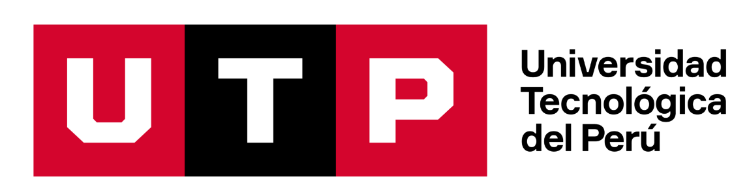 UTP
Universidad
Tecnológica
del Perú